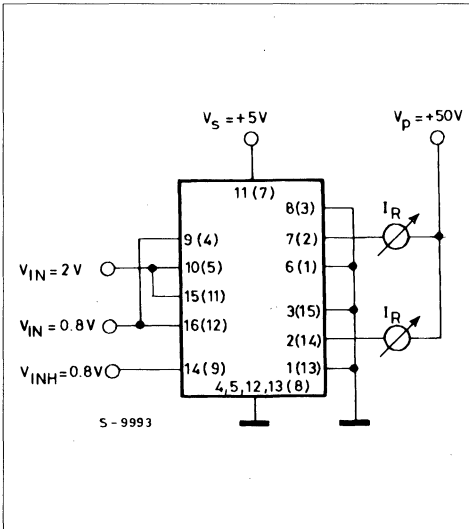 V_S = +5V
V_p = +50V
11(7)
8(3)
I_R
9(4)
7(2)
V_IN = 2V
10(5)
6(1)
15(11)
3(15)
I_R
V_IN = 0.8V
16(12)
2(14)
V_INH = 0.8V
14(9)
1(13)
4,5,12,13(8)
S-9993